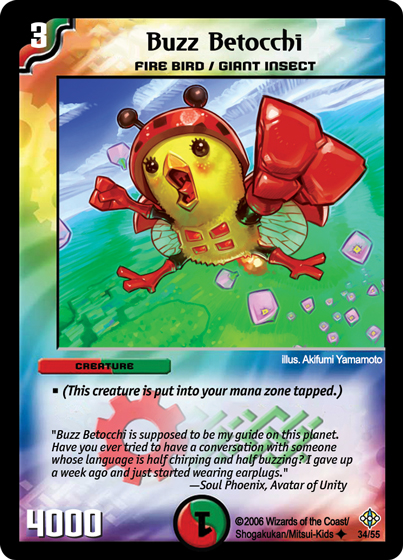 3
Buzz Betocchi
FIRE BIRD / GIANT INSECT
illus. Akifumi Yamamoto
CREATURE
▪ (This creature is put into your mana zone tapped.)
"Buzz Betocchi is supposed to be my guide on this planet.
Have you ever tried to have a conversation with someone
whose language is half chirping and half buzzing? I gave up
a week ago and just started wearing earplugs."
—Soul Phoenix, Avatar of Unity
4000
1
©2006 Wizards of the Coast/
Shogakukan/Mitsui-Kids ✦ 34/55